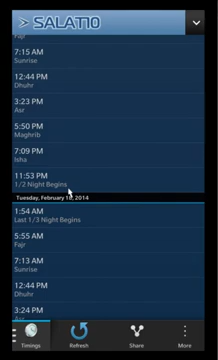 > SALAT10
Fajr
7:15 AM
Sunrise
12:44 PM
Dhuhr
3:23 PM
Asr
5:50 PM
Maghrib
7:09 PM
Isha
11:53 PM
1/2 Night Begins
Tuesday, February 18, 2014
1:54 AM
Last 1/3 Night Begins
5:55 AM
Fajr
7:13 AM
Sunrise
12:44 PM
Dhuhr
3:24 PM
Asr
Timings Refresh Share More